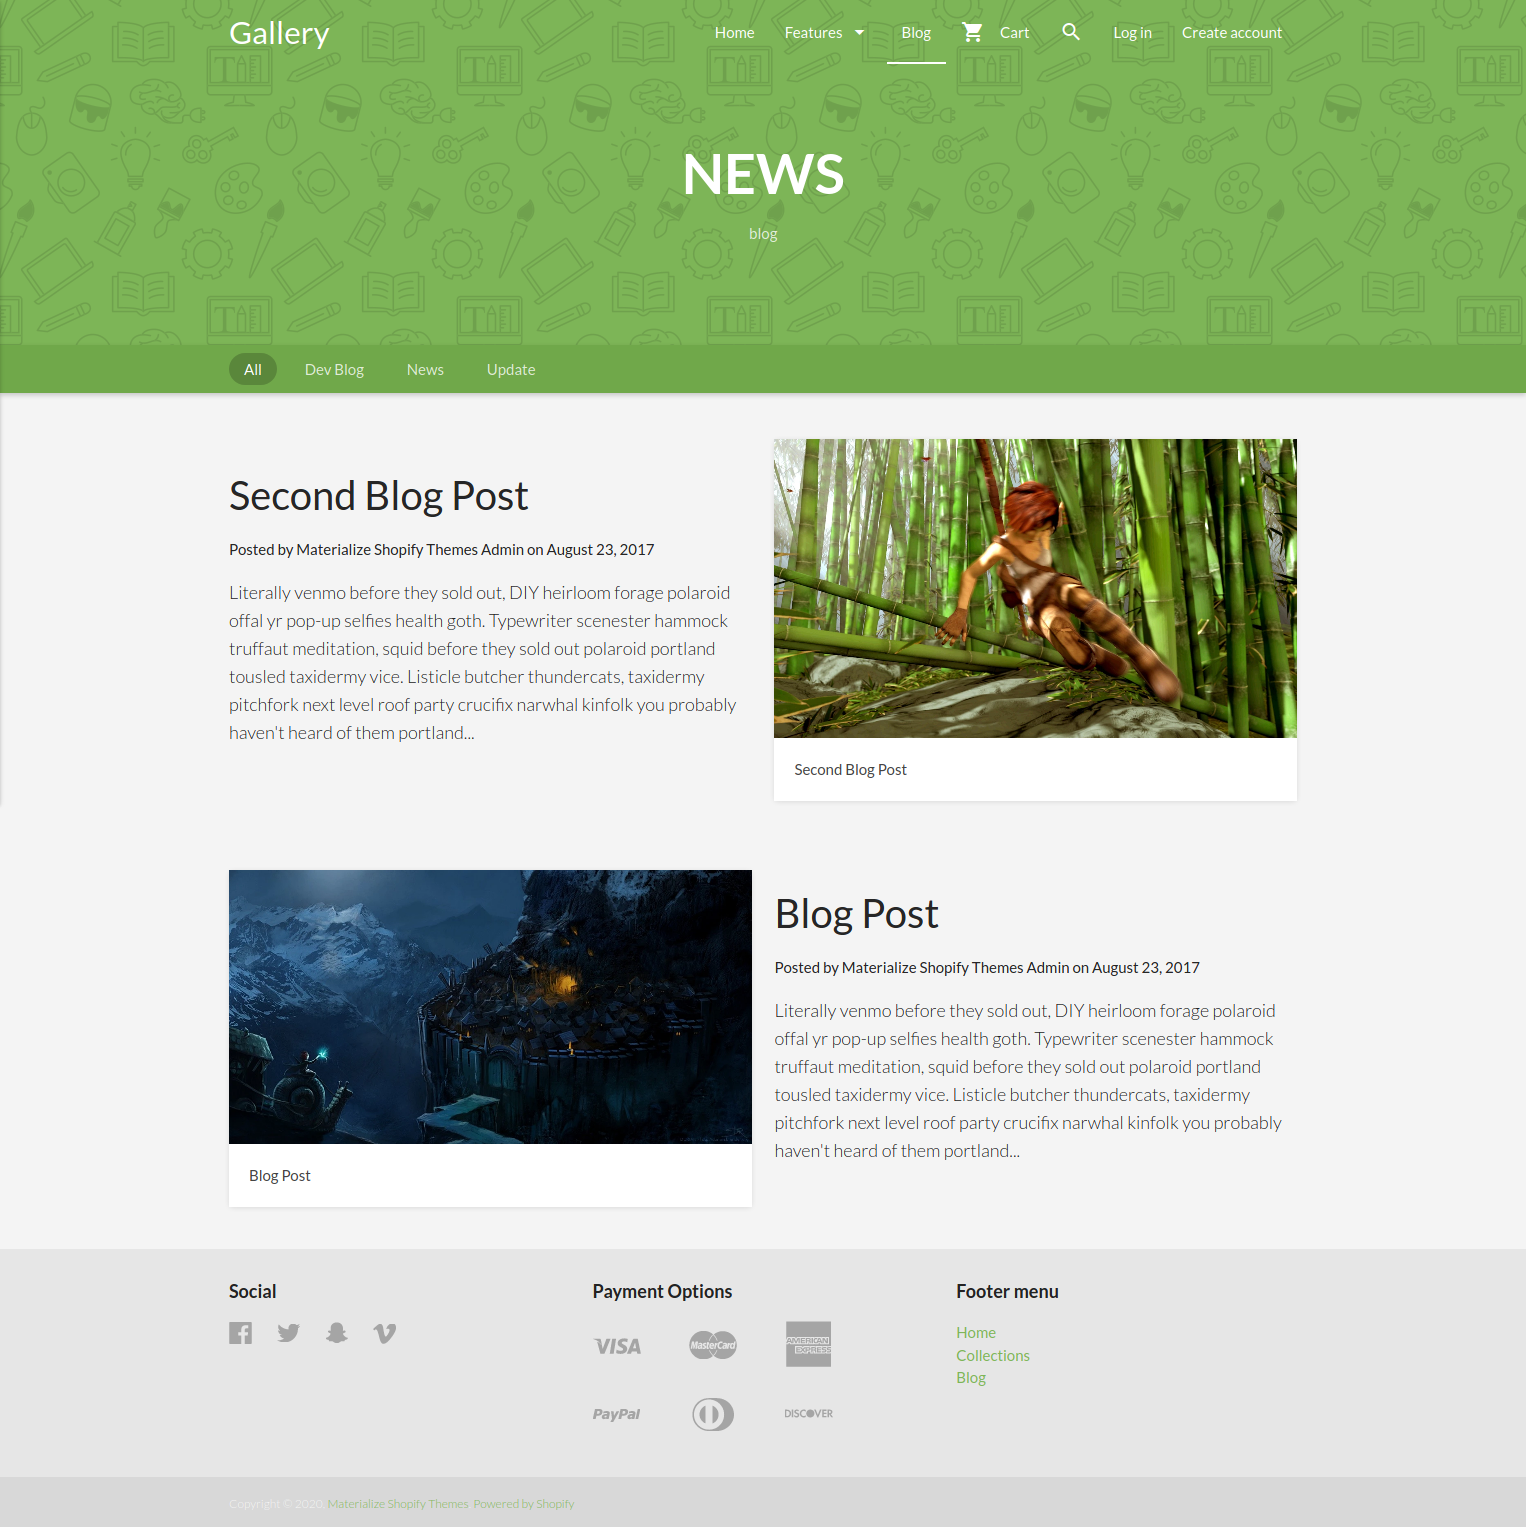 Gallery
Home Features Blog Cart Log in Create account
NEWS
blog
All Dev Blog News Update
Second Blog Post
Posted by Materialize Shopify Themes Admin on August 23, 2017
Literally venmo before they sold out, DIY heirloom forage polaroid
offal yr pop-up selfies health goth. Typewriter scenester hammock
truffaut meditation, squid before they sold out polaroid portland
tousled taxidermy vice. Listicle butcher thundercats, taxidermy
pitchfork next level roof party crucifix narwhal kinfolk you probably
haven't heard of them portland...
Second Blog Post
Blog Post
Blog Post
Posted by Materialize Shopify Themes Admin on August 23, 2017
Literally venmo before they sold out, DIY heirloom forage polaroid
offal yr pop-up selfies health goth. Typewriter scenester hammock
truffaut meditation, squid before they sold out polaroid portland
tousled taxidermy vice. Listicle butcher thundercats, taxidermy
pitchfork next level roof party crucifix narwhal kinfolk you probably
haven't heard of them portland...
Social
Payment Options
VISA MasterCard AMERICAN EXPRESS
PayPal DISCOVER
Footer menu
Home
Collections
Blog
Copyright © 2020, Materialize Shopify Themes Powered by Shopify